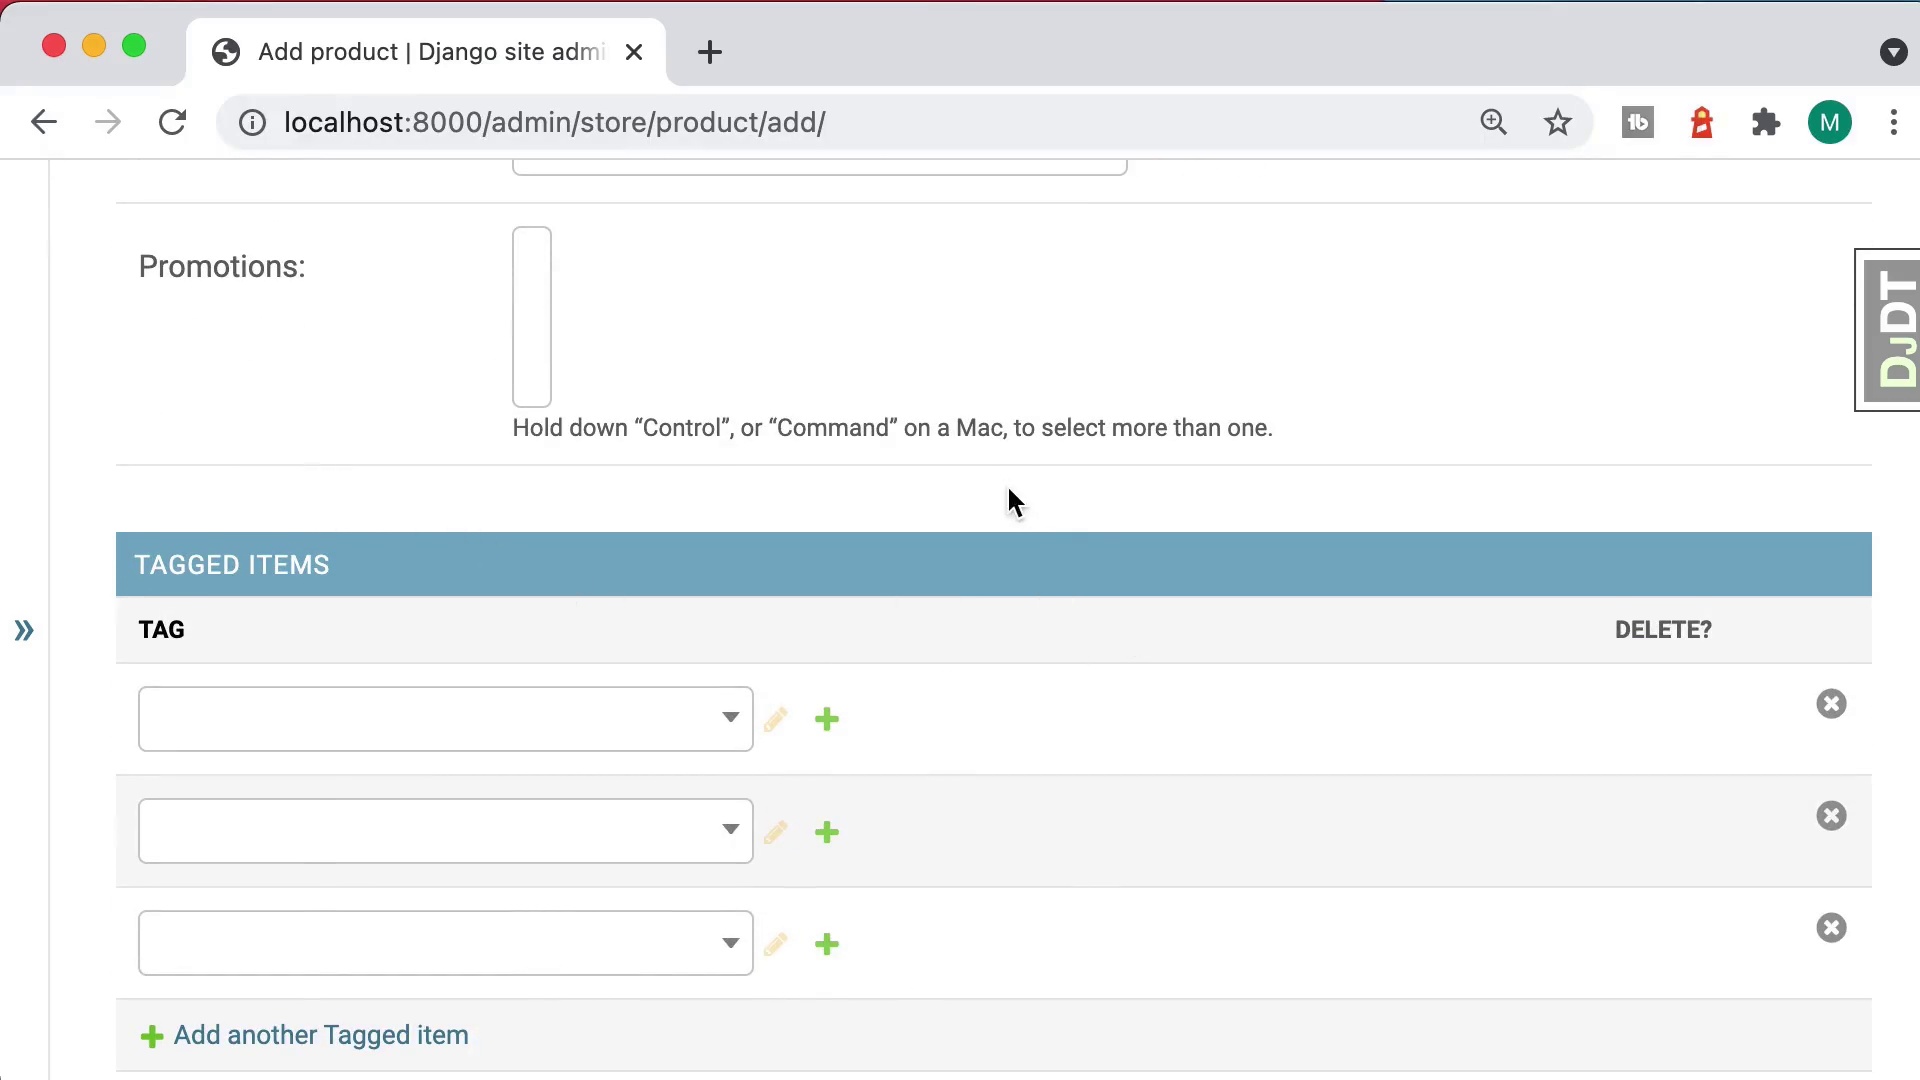 Add product | Django site admi
localhost:8000/admin/store/product/add/
M
Promotions:
DJDT
Hold down “Control”, or “Command” on a Mac, to select more than one.
TAGGED ITEMS
TAG DELETE?
Add another Tagged item